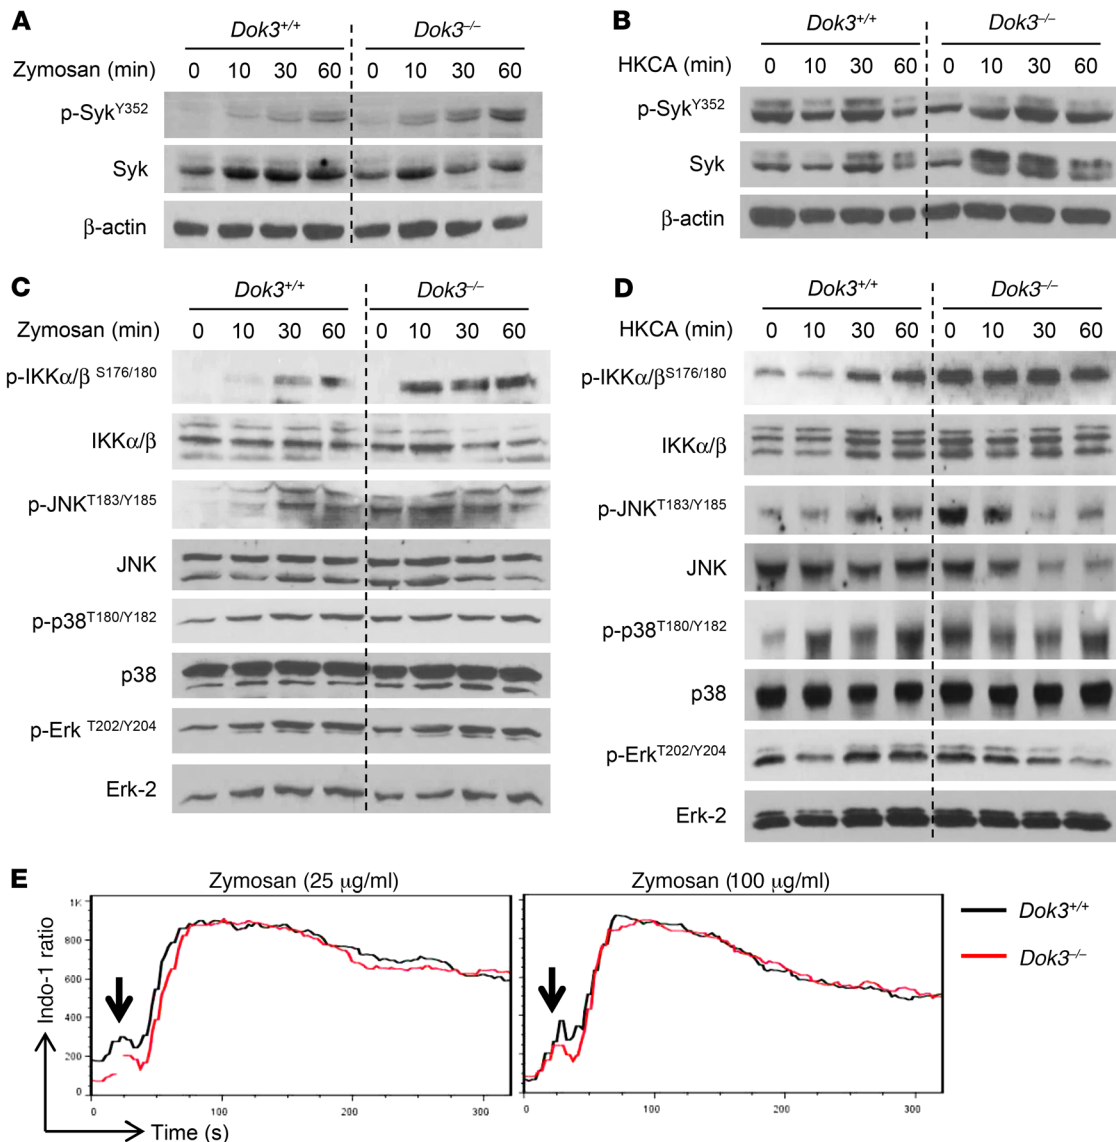 A
Dok3+/+ Dok3–/–
Zymosan (min) 0 10 30 60 0 10 30 60
p-SykY352
Syk
β-actin
B
Dok3+/+ Dok3–/–
HKCA (min) 0 10 30 60 0 10 30 60
p-SykY352
Syk
β-actin
C
Dok3+/+ Dok3–/–
Zymosan (min) 0 10 30 60 0 10 30 60
p-IKKα/β S176/180
IKKα/β
p-JNKT183/Y185
JNK
p-p38T180/Y182
p38
p-Erk T202/Y204
Erk-2
D
Dok3+/+ Dok3–/–
HKCA (min) 0 10 30 60 0 10 30 60
p-IKKα/βS176/180
IKKα/β
p-JNKT183/Y185
JNK
p-p38T180/Y182
p38
p-ErkT202/Y204
Erk-2
E
Zymosan (25 μg/ml)
Indo-1 ratio
1K
800
600
400
200
0
0 100 200 300
Time (s)
Zymosan (100 μg/ml)
0 100 200 300
Dok3+/+
Dok3–/–